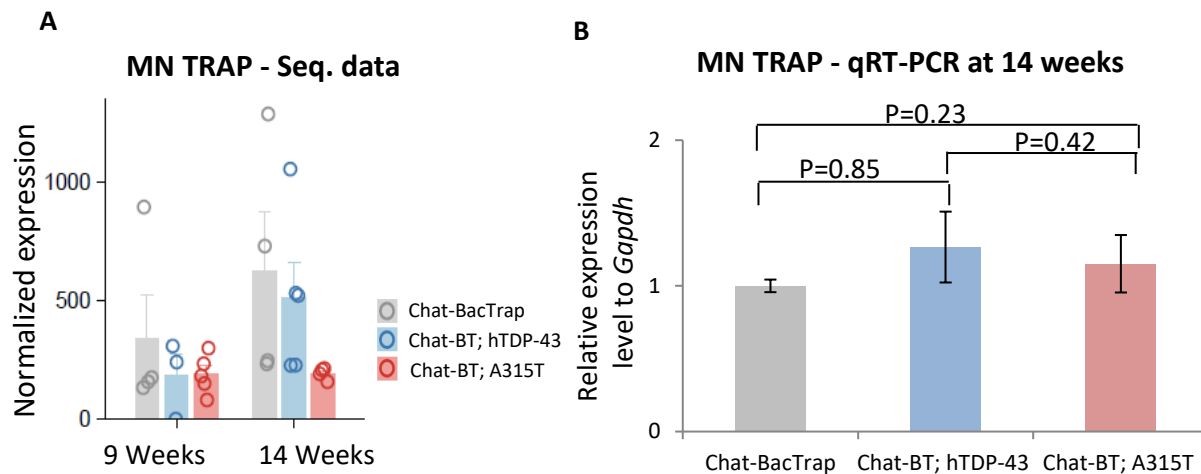 A
MN TRAP - Seq. data
Normalized expression
1000
500
0
9 Weeks
14 Weeks
Chat-BacTrap
Chat-BT; hTDP-43
Chat-BT; A315T
B
MN TRAP - qRT-PCR at 14 weeks
Relative expression
level to Gapdh
2
1
0
P=0.23
P=0.42
P=0.85
Chat-BacTrap
Chat-BT; hTDP-43
Chat-BT; A315T